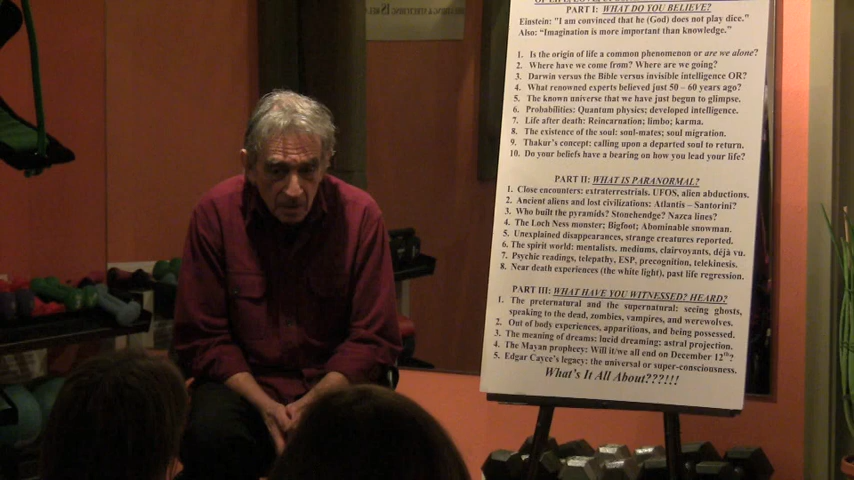 PART I: WHAT DO YOU BELIEVE?
Einstein: "I am convinced that he (God) does not play dice."
Also: "Imagination is more important than knowledge."
1. Is the origin of life a common phenomenon or are we alone?
2. Where have we come from? Where are we going?
3. Darwin versus the Bible versus invisible intelligence OR?
4. What renowned experts believed just 50 – 60 years ago?
5. The known universe that we have just begun to glimpse.
6. Probabilities: Quantum physics; developed intelligence.
7. Life after death: Reincarnation; limbo; karma.
8. The existence of the soul: soul-mates; soul migration.
9. Thakur's concept: calling upon a departed soul to return.
10. Do your beliefs have a bearing on how you lead your life?
PART II: WHAT IS PARANORMAL?
1. Close encounters: extraterrestrials. UFOS, alien abductions.
2. Ancient aliens and lost civilizations: Atlantis – Santorini?
3. Who built the pyramids? Stonehendge? Nazca lines?
4. The Loch Ness monster; Bigfoot; Abominable snowman.
5. Unexplained disappearances, strange creatures reported.
6. The spirit world: mentalists, mediums, clairvoyants, déjà vu.
7. Psychic readings, telepathy, ESP, precognition, telekinesis.
8. Near death experiences (the white light), past life regression.
PART III: WHAT HAVE YOU WITNESSED? HEARD?
1. The preternatural and the supernatural: seeing ghosts,
speaking to the dead, zombies, vampires, and werewolves.
2. Out of body experiences, apparitions, and being possessed.
3. The meaning of dreams: lucid dreaming; astral projection.
4. The Mayan prophecy: Will it/we all end on December 12th?
5. Edgar Cayce's legacy: the universal or super-consciousness.
What's It All About???!!!